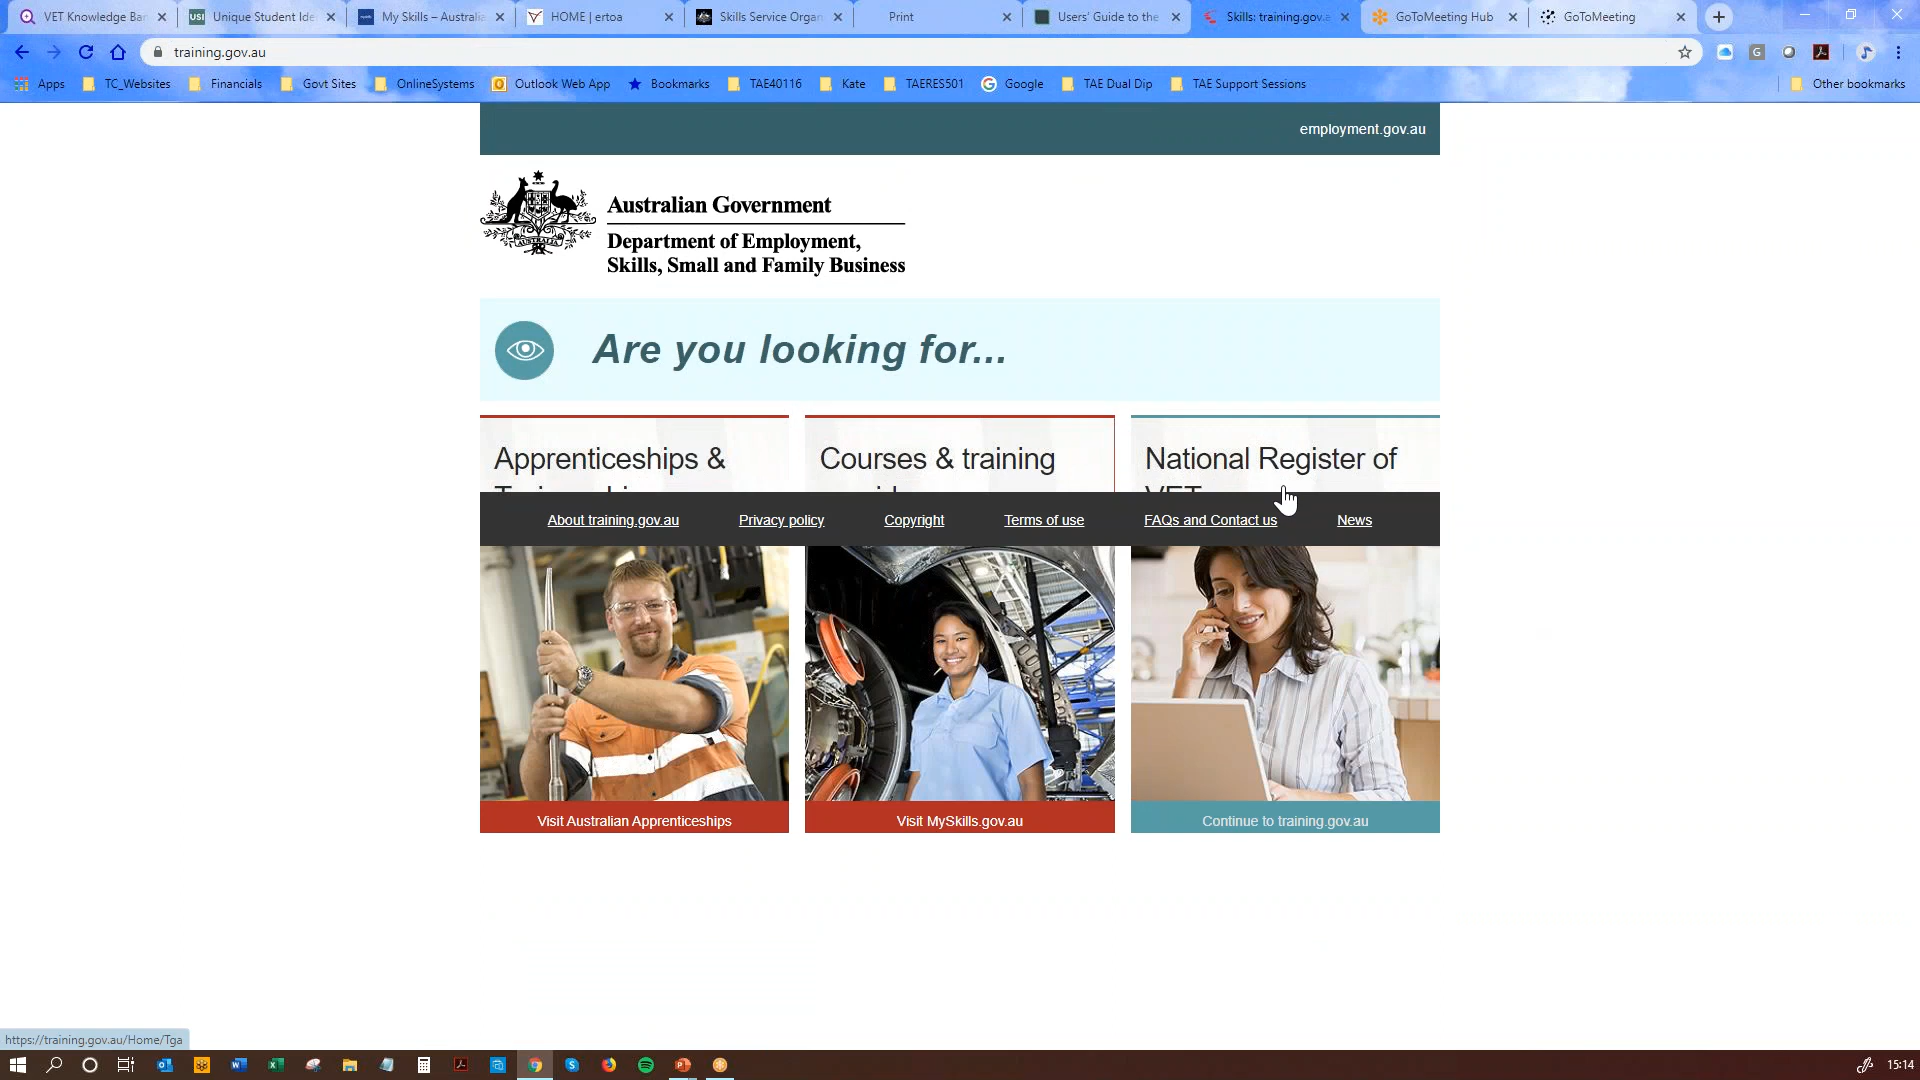 VET Knowledge Ba
Unique Student Ide
My Skills – Australia
HOME | ertoa
Skills Service Organ
Print
Users' Guide to the
Skills: training.gov.a
GoToMeeting Hub
GoToMeeting
training.gov.au
Apps
TC_Websites
Financials
Govt Sites
OnlineSystems
Outlook Web App
Bookmarks
TAE40116
Kate
TAERES501
Google
TAE Dual Dip
TAE Support Sessions
Other bookmarks
employment.gov.au
Australian Government
Department of Employment,
Skills, Small and Family Business
AUSTRALIA
Are you looking for...
Apprenticeships &
Courses & training
National Register of
VET
About training.gov.au
Privacy policy
Copyright
Terms of use
FAQs and Contact us
News
Visit Australian Apprenticeships
Visit MySkills.gov.au
Continue to training.gov.au
https://training.gov.au/Home/Tga
15:14